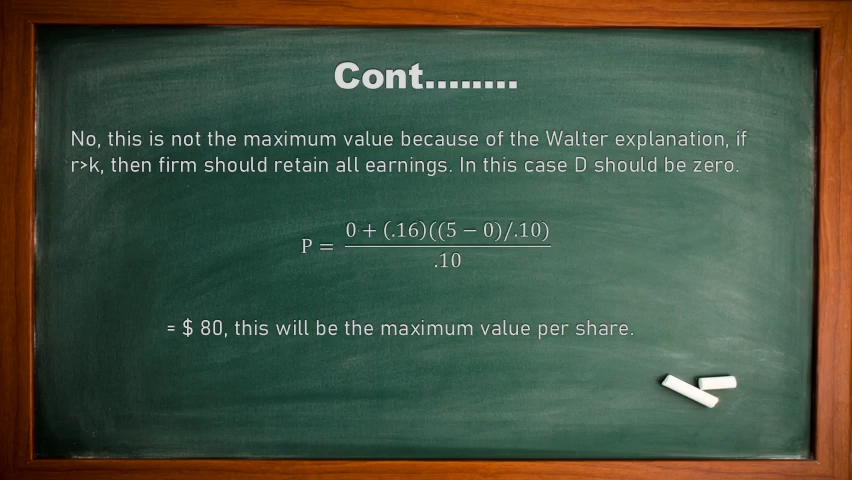 Cont........
No, this is not the maximum value because of the Walter explanation, if
r>k, then firm should retain all earnings. In this case D should be zero.
P = \frac{0 + (.16)((5 − 0)/.10)}{.10}
= $ 80, this will be the maximum value per share.